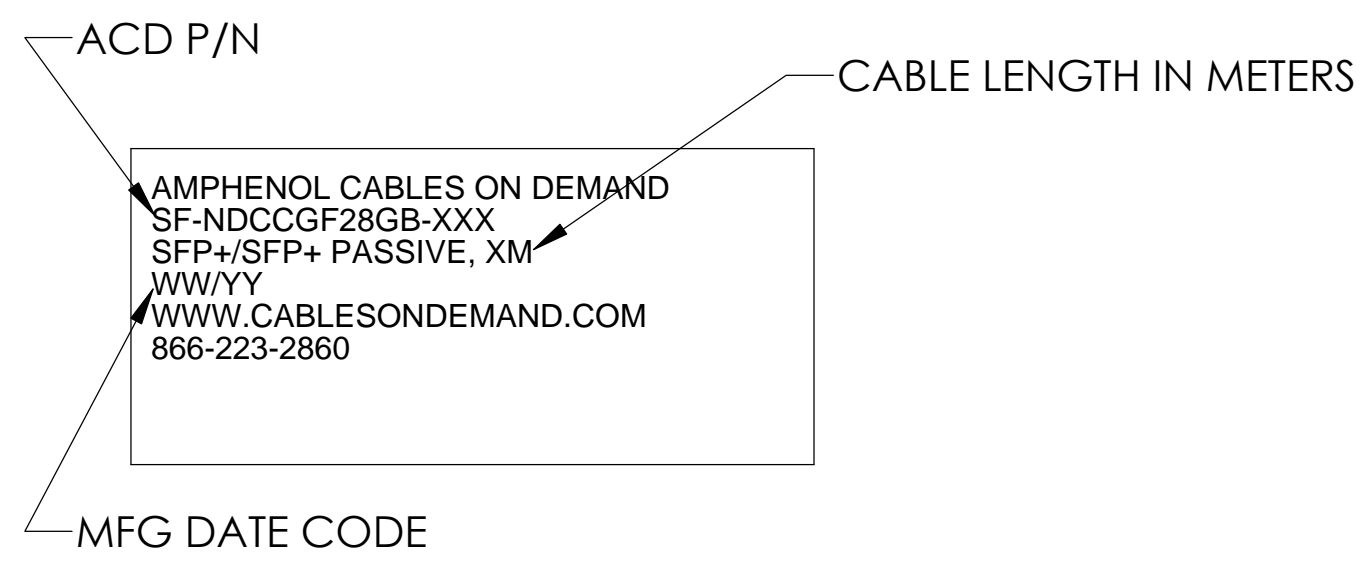 ACD P/N
CABLE LENGTH IN METERS
AMPHENOL CABLES ON DEMAND
SF-NDCCGF28GB-XXX
SFP+/SFP+ PASSIVE, XM
WW/YY
WWW.CABLESONDEMAND.COM
866-223-2860
MFG DATE CODE